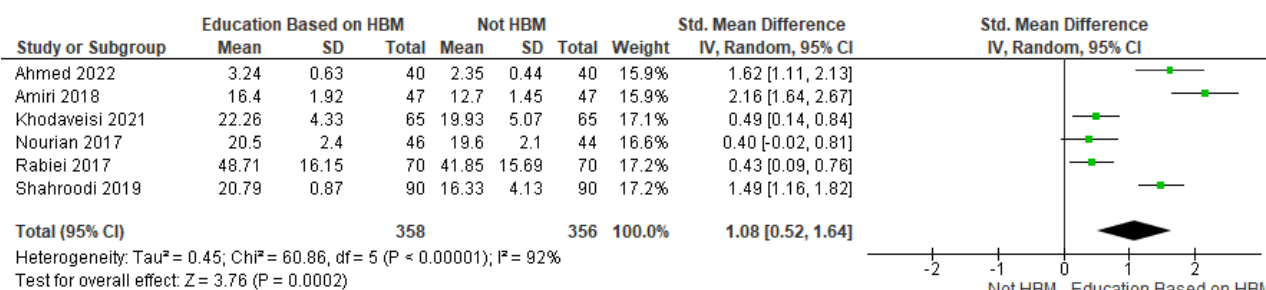 Education Based on HBM Not HBM Std. Mean Difference Std. Mean Difference
Study or Subgroup Mean SD Total Mean SD Total Weight IV, Random, 95% CI IV, Random, 95% CI
Ahmed 2022 3.24 0.63 40 2.35 0.44 40 15.9% 1.62 [1.11, 2.13]
Amiri 2018 16.4 1.92 47 12.7 1.45 47 15.9% 2.16 [1.64, 2.67]
Khodaveisi 2021 22.26 4.33 65 19.93 5.07 65 17.1% 0.49 [0.14, 0.84]
Nourian 2017 20.5 2.4 46 19.6 2.1 44 16.6% 0.40 [-0.02, 0.81]
Rabiei 2017 48.71 16.15 70 41.85 15.69 70 17.2% 0.43 [0.09, 0.76]
Shahroodi 2019 20.79 0.87 90 16.33 4.13 90 17.2% 1.49 [1.16, 1.82]
Total (95% CI) 358 356 100.0% 1.08 [0.52, 1.64]
Heterogeneity: Tau² = 0.45; Chi² = 60.86, df = 5 (P < 0.00001); I² = 92%
Test for overall effect: Z = 3.76 (P = 0.0002)
-2 -1 0 1 2
Not HBM Education Based on HBM